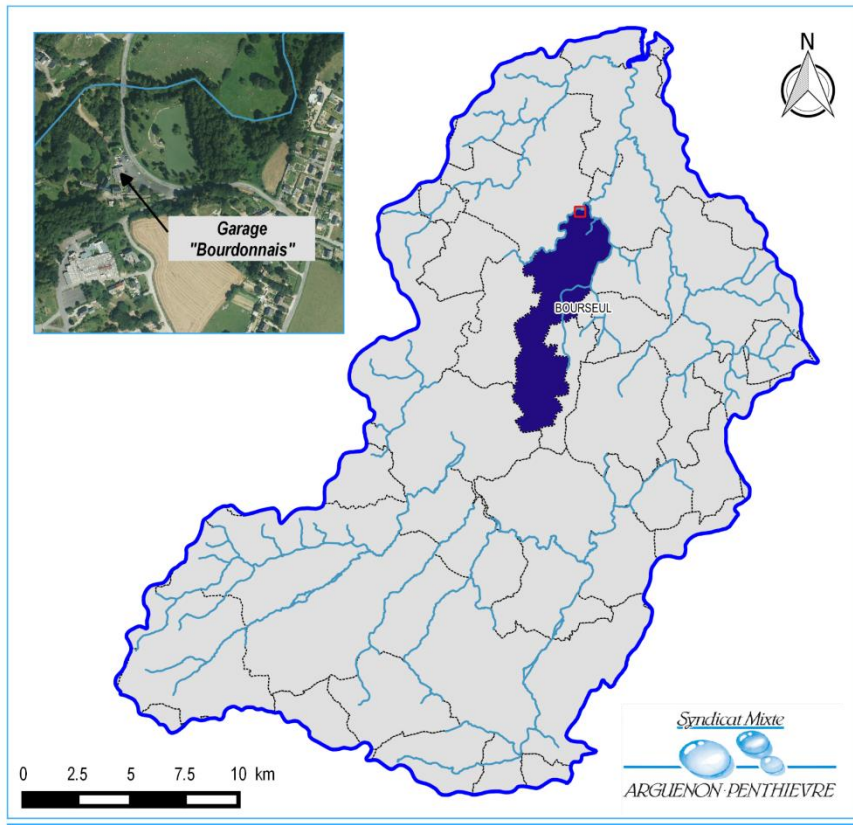 Garage
"Bourdonnais"
N
BOURSEUL
0 2.5 5 7.5 10 km
Syndicat Mixte
ARGUENON-PENTHIEVRE